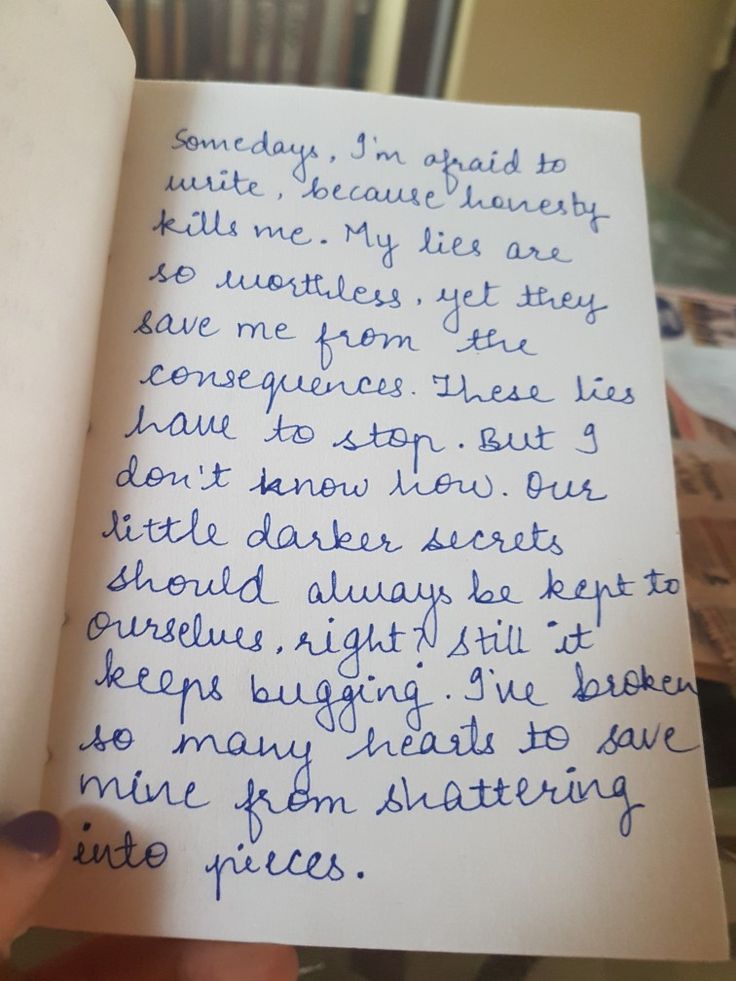 Somedays, I'm afraid to
write, because honesty
kills me. My lies are
so worthless, yet they
save me from the
consequences. These lies
have to stop. But I
don't know how. Our
little darker secrets
should always be kept to
ourselves, right? Still it
keeps bugging. I've broken
so many hearts to save
mine from shattering
into pieces.